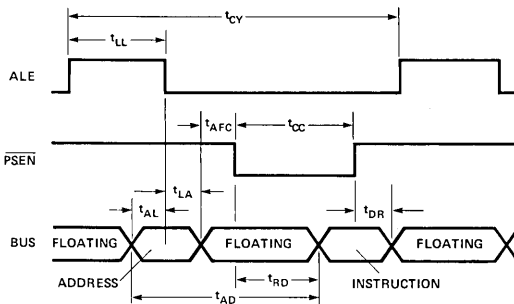 tCY
tLL
ALE
tAFC
tCC
PSEN
tLA
tAL
tDR
BUS
FLOATING
FLOATING
FLOATING
ADDRESS
tRD
INSTRUCTION
tAD